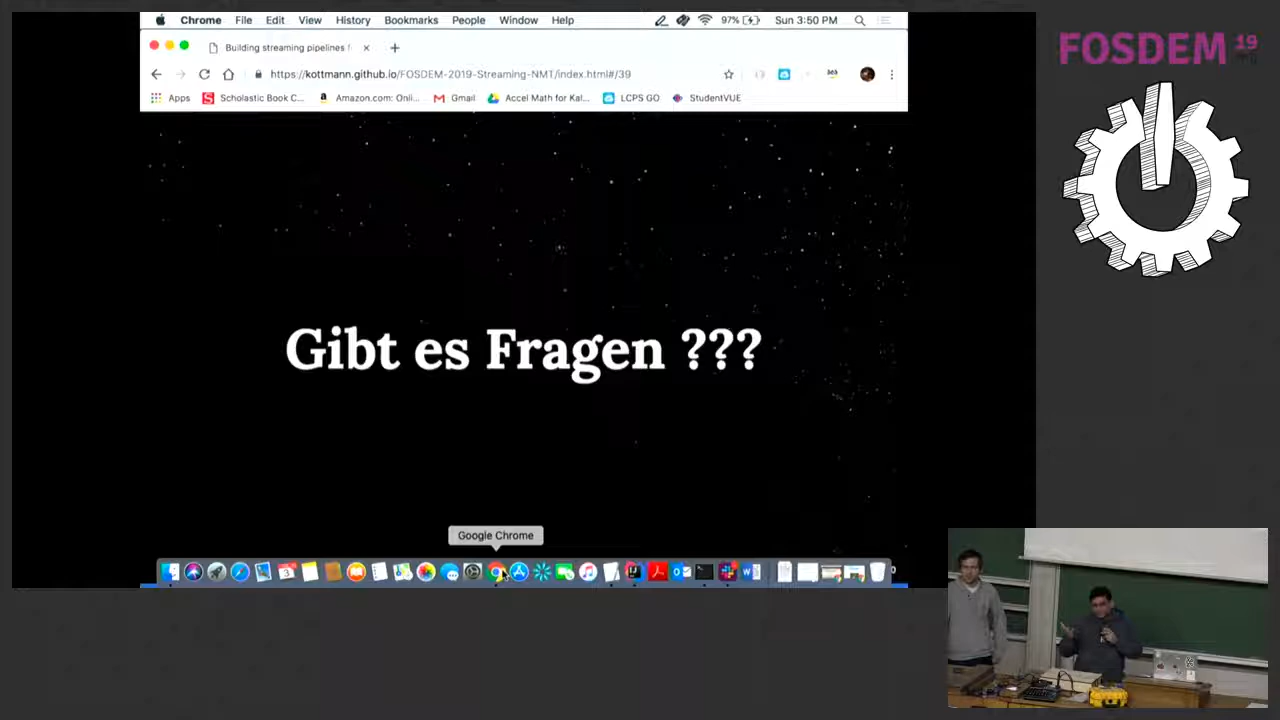 Chrome File Edit View History Bookmarks People Window Help 97% Sun 3:50 PM
Building streaming pipelines f
https://kottmann.github.io/FOSDEM-2019-Streaming-NMT/index.html#/39
Apps Scholastic Book C... Amazon.com: Onli... Gmail Accel Math for Kal... LCPS GO StudentVUE
FOSDEM 19
Gibt es Fragen ???
Google Chrome